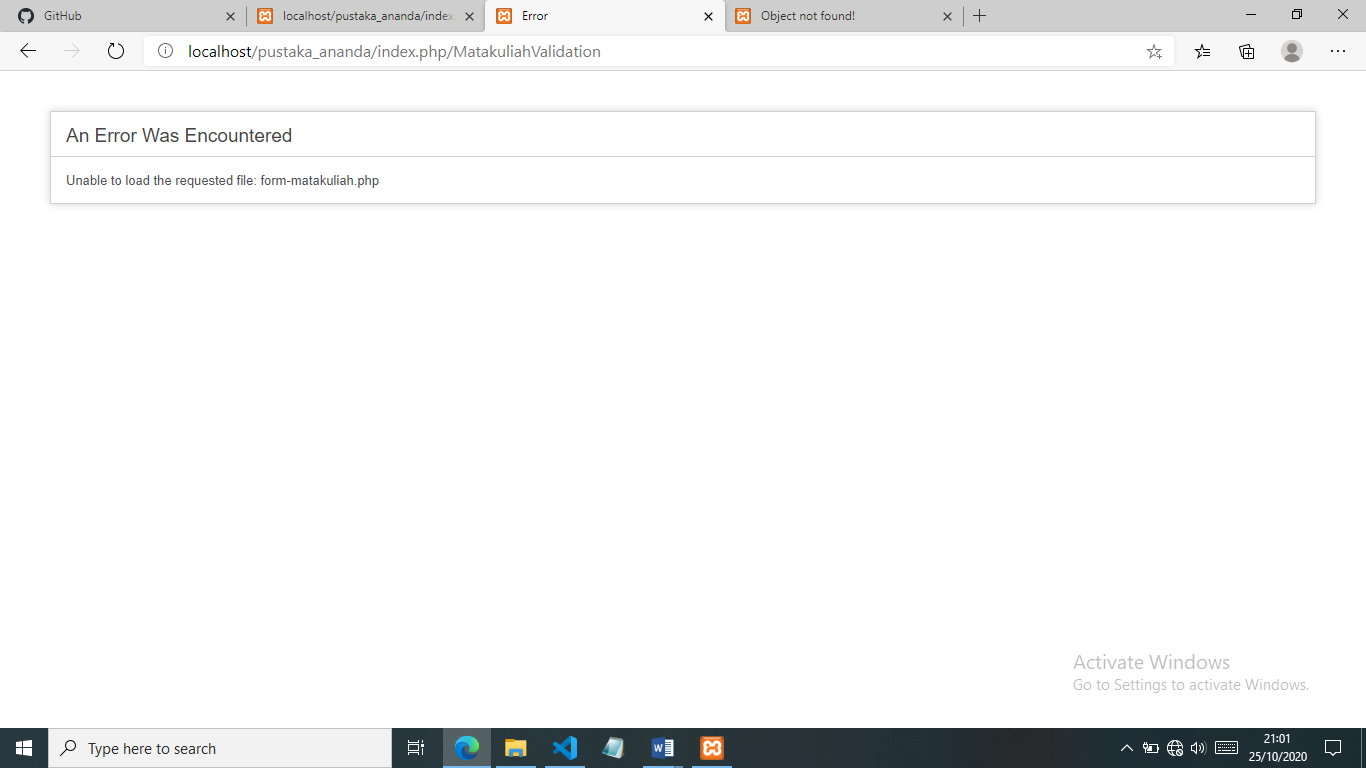 GitHub
localhost/pustaka_ananda/index.
Error
Object not found!
localhost/pustaka_ananda/index.php/MatakuliahValidation
An Error Was Encountered
Unable to load the requested file: form-matakuliah.php
Activate Windows
Go to Settings to activate Windows.
Type here to search
21:01
25/10/2020